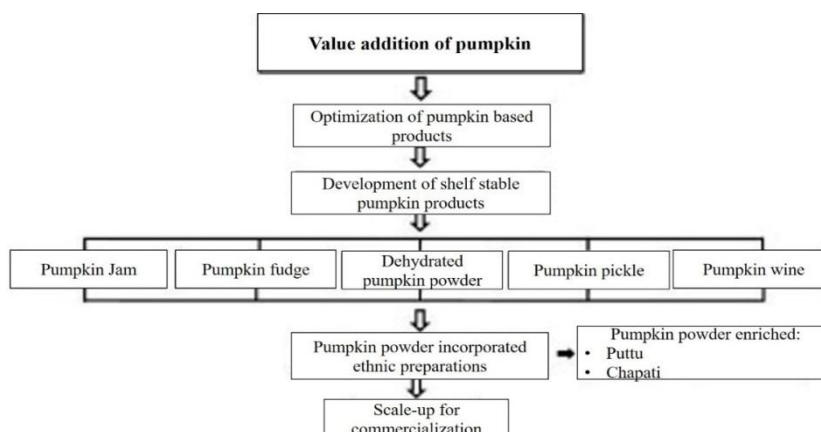 Value addition of pumpkin
Optimization of pumpkin based
products
Development of shelf stable
pumpkin products
Pumpkin Jam
Pumpkin fudge
Dehydrated
pumpkin powder
Pumpkin pickle
Pumpkin wine
Pumpkin powder incorporated
ethnic preparations
Pumpkin powder enriched:
• Puttu
• Chapati
Scale-up for
commercialization